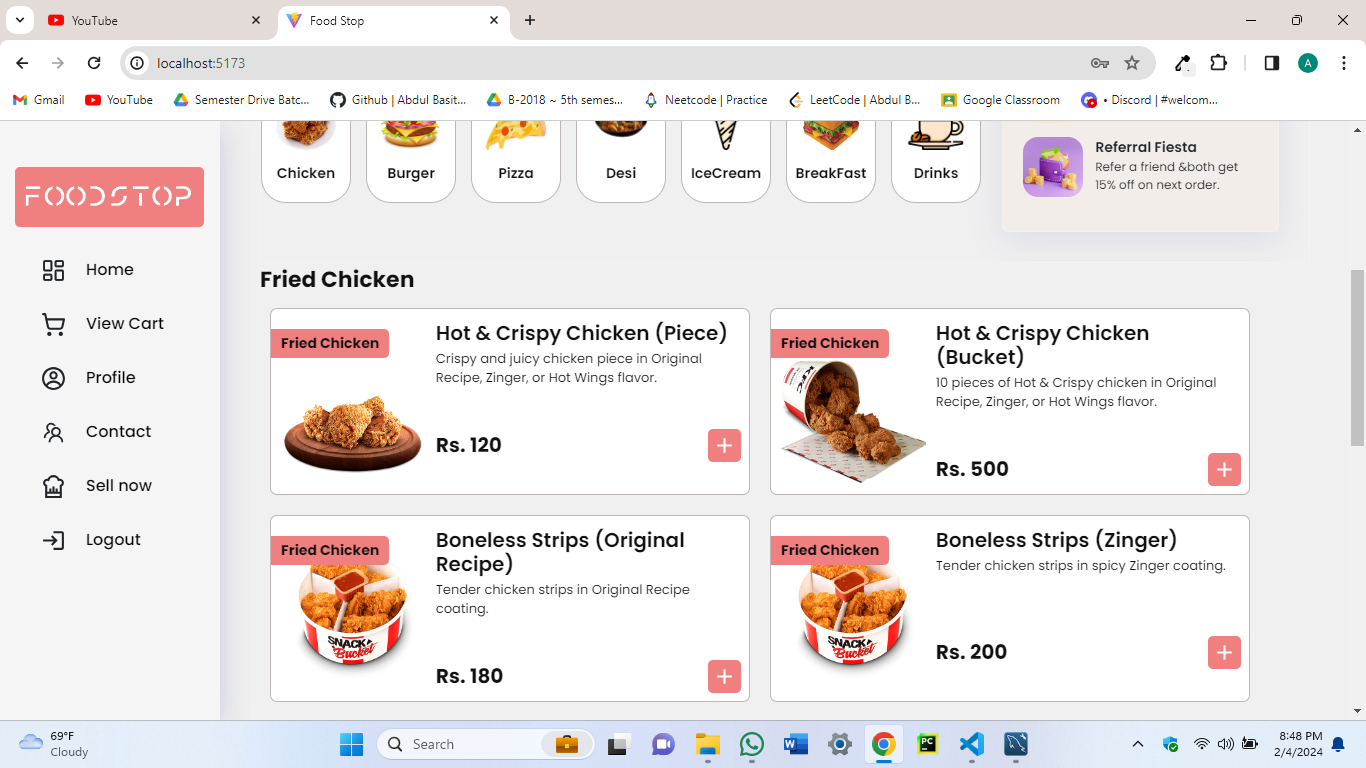 YouTube
Food Stop
localhost:5173
A
Gmail
YouTube
Semester Drive Batc...
Github | Abdul Basit...
B-2018 ~ 5th semes...
Neetcode | Practice
LeetCode | Abdul B...
Google Classroom
• Discord | #welcom...
FOODSTOP
Home
View Cart
Profile
Contact
Sell now
Logout
Chicken
Burger
Pizza
Desi
IceCream
BreakFast
Drinks
Referral Fiesta
Refer a friend &both get
15% off on next order.
Fried Chicken
Fried Chicken
Hot & Crispy Chicken (Piece)
Crispy and juicy chicken piece in Original
Recipe, Zinger, or Hot Wings flavor.
Rs. 120
Fried Chicken
KFC
Hot & Crispy Chicken
(Bucket)
10 pieces of Hot & Crispy chicken in Original
Recipe, Zinger, or Hot Wings flavor.
Rs. 500
Fried Chicken
SNACK
Bucket
Boneless Strips (Original
Recipe)
Tender chicken strips in Original Recipe
coating.
Rs. 180
Fried Chicken
SNACK
Bucket
Boneless Strips (Zinger)
Tender chicken strips in spicy Zinger coating.
Rs. 200
69°F
Cloudy
Search
W
PC
8:48 PM
2/4/2024